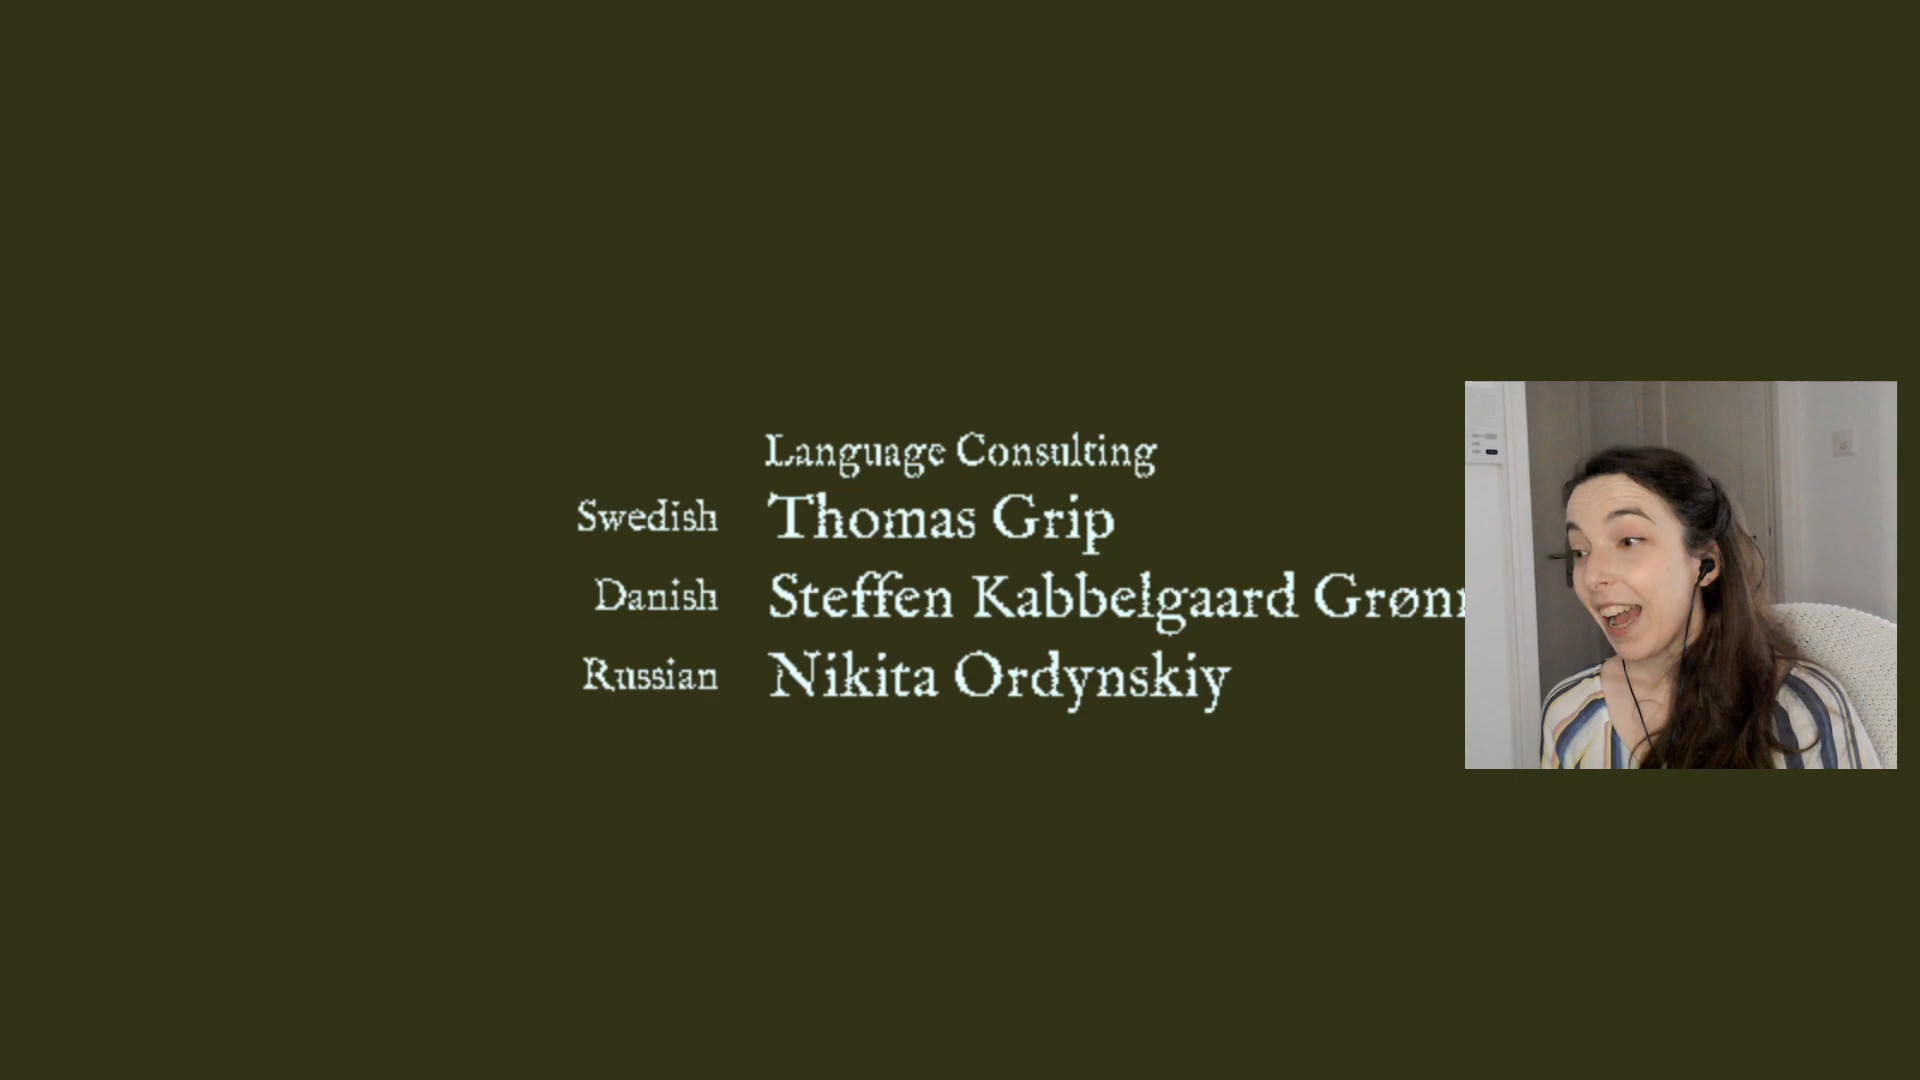 Language Consulting
Swedish Thomas Grip
Danish Steffen Kabbelgaard
Russian Nikita Ordynskiy